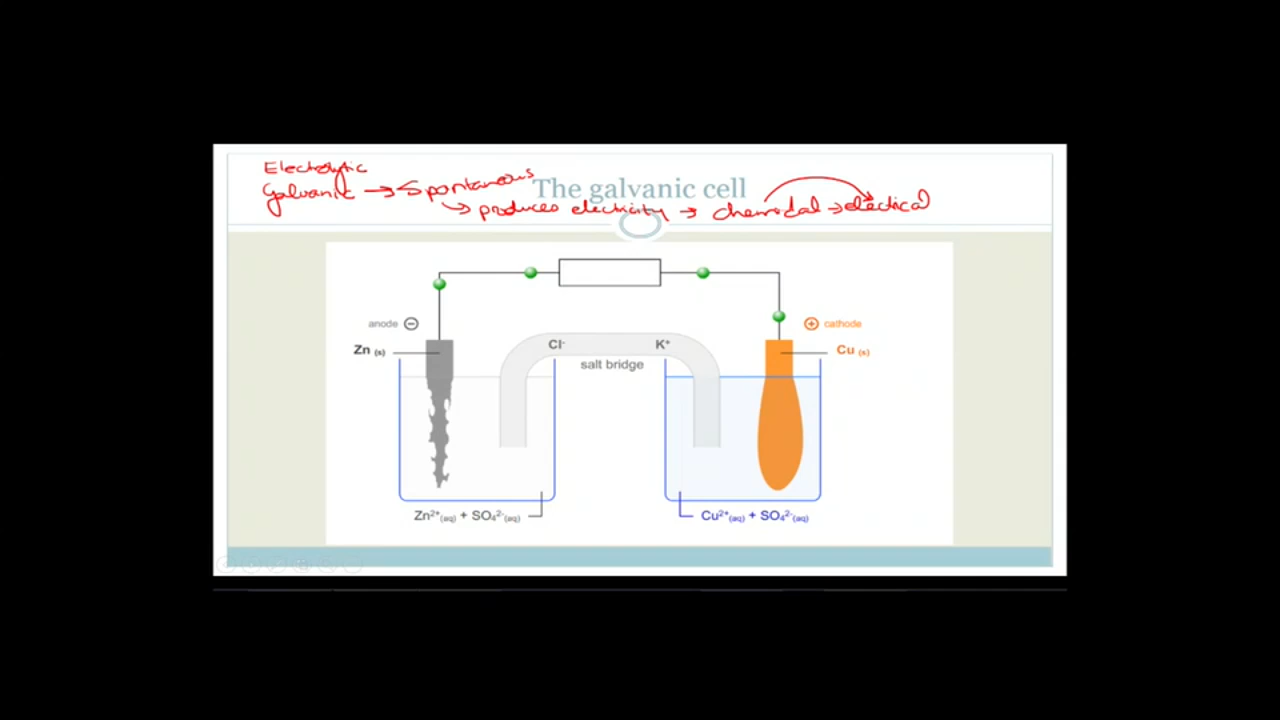 Electrolytic
Galvanic → Spontaneous
The galvanic cell
↳ produces electricity → chemical → electrical
anode ⊖
⊕ cathode
Zn (s)
Cl⁻
K⁺
Cu (s)
salt bridge
Zn²⁺(aq) + SO₄²⁻(aq)
Cu²⁺(aq) + SO₄²⁻(aq)